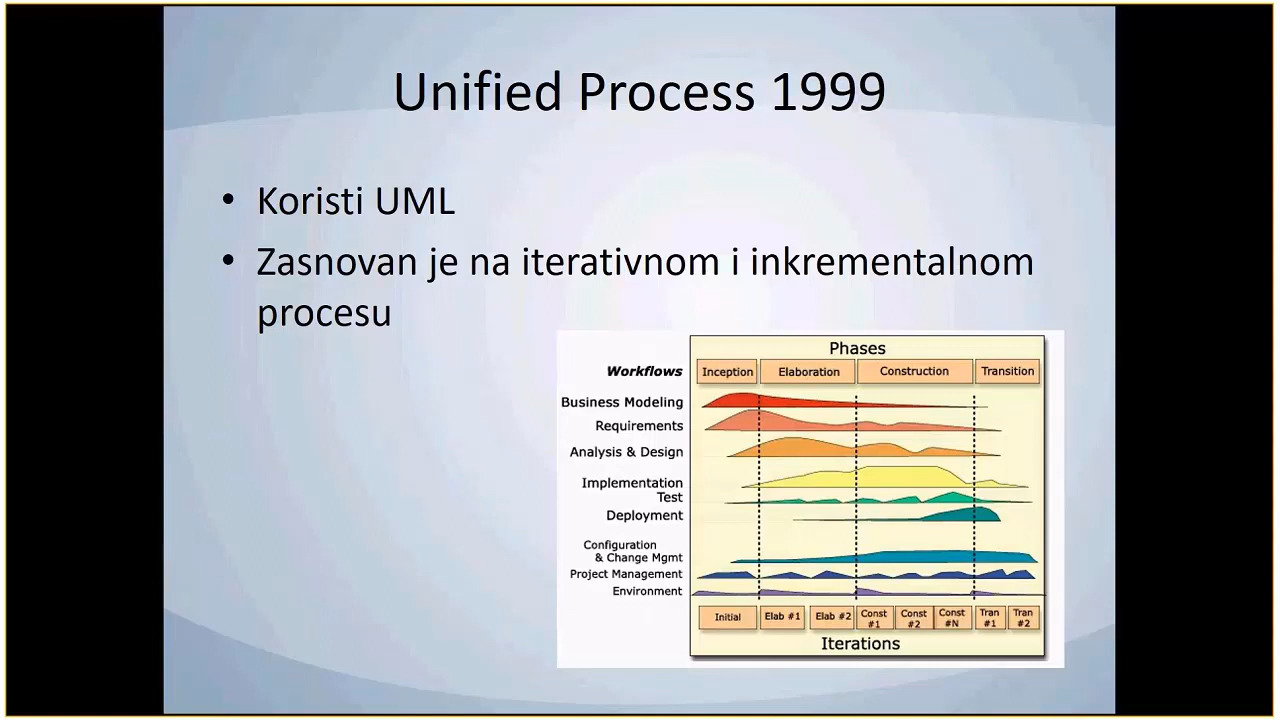 Unified Process 1999
• Koristi UML
• Zasnovan je na iterativnom i inkrementalnom
procesu
Phases
Workflows Inception Elaboration Construction Transition
Business Modeling
Requirements
Analysis & Design
Implementation
Test
Deployment
Configuration
& Change Mgmt
Project Management
Environment
Initial Elab #1 Elab #2 Const #1 Const #2 Const #N Tran #1 Tran #2
Iterations